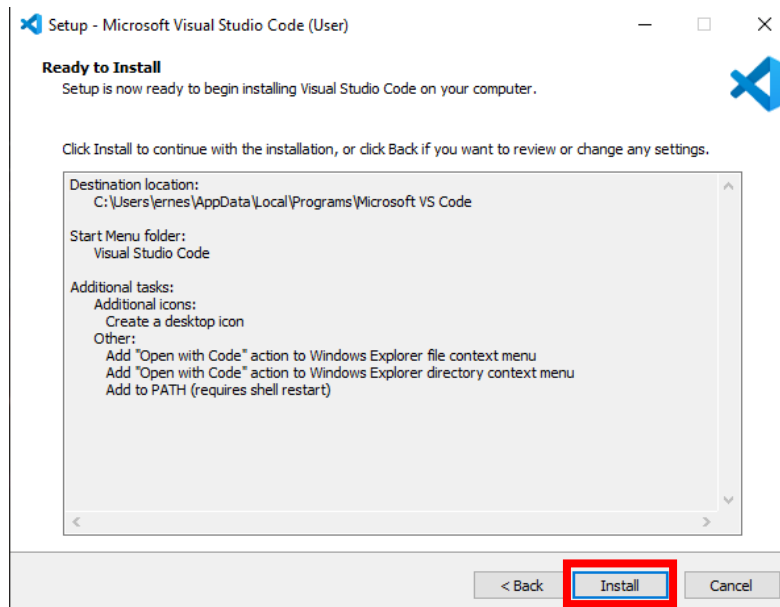 Setup - Microsoft Visual Studio Code (User)
Ready to Install
Setup is now ready to begin installing Visual Studio Code on your computer.
Click Install to continue with the installation, or click Back if you want to review or change any settings.
Destination location:
C:\Users\ernes\AppData\Local\Programs\Microsoft VS Code
Start Menu folder:
Visual Studio Code
Additional tasks:
Additional icons:
Create a desktop icon
Other:
Add "Open with Code" action to Windows Explorer file context menu
Add "Open with Code" action to Windows Explorer directory context menu
Add to PATH (requires shell restart)
< Back Install Cancel